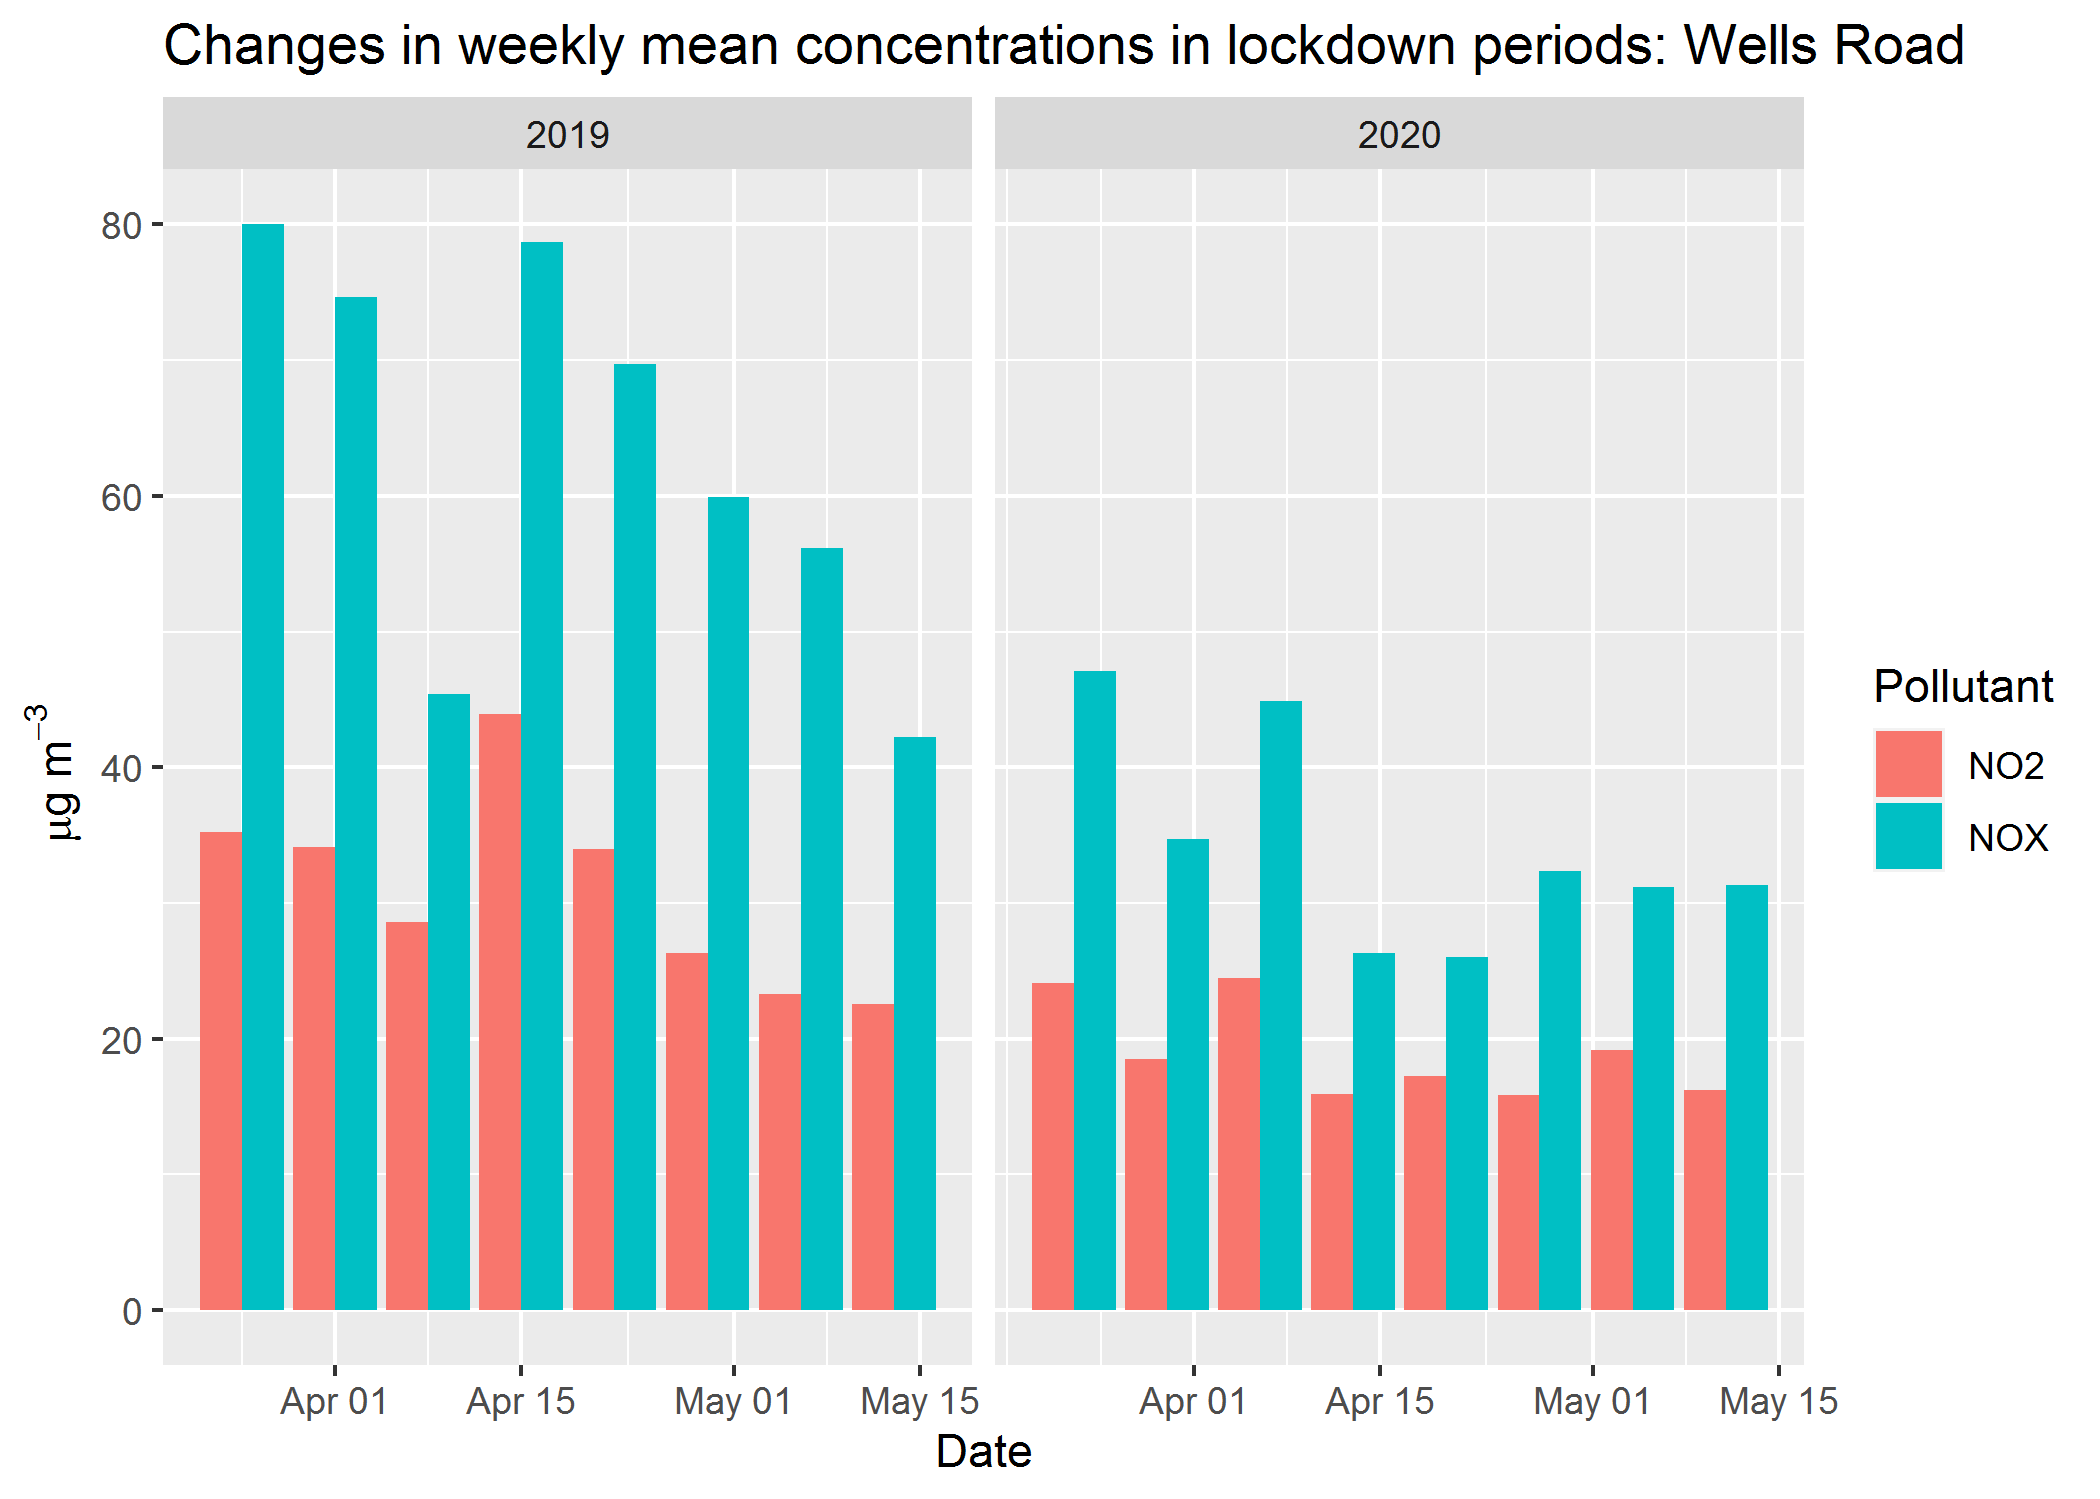 Changes in weekly mean concentrations in lockdown periods: Wells Road
2019
2020
80
60
40
20
0
µg m⁻³
Apr 01
Apr 15
May 01
May 15
Apr 01
Apr 15
May 01
May 15
Date
Pollutant
NO2
NOX